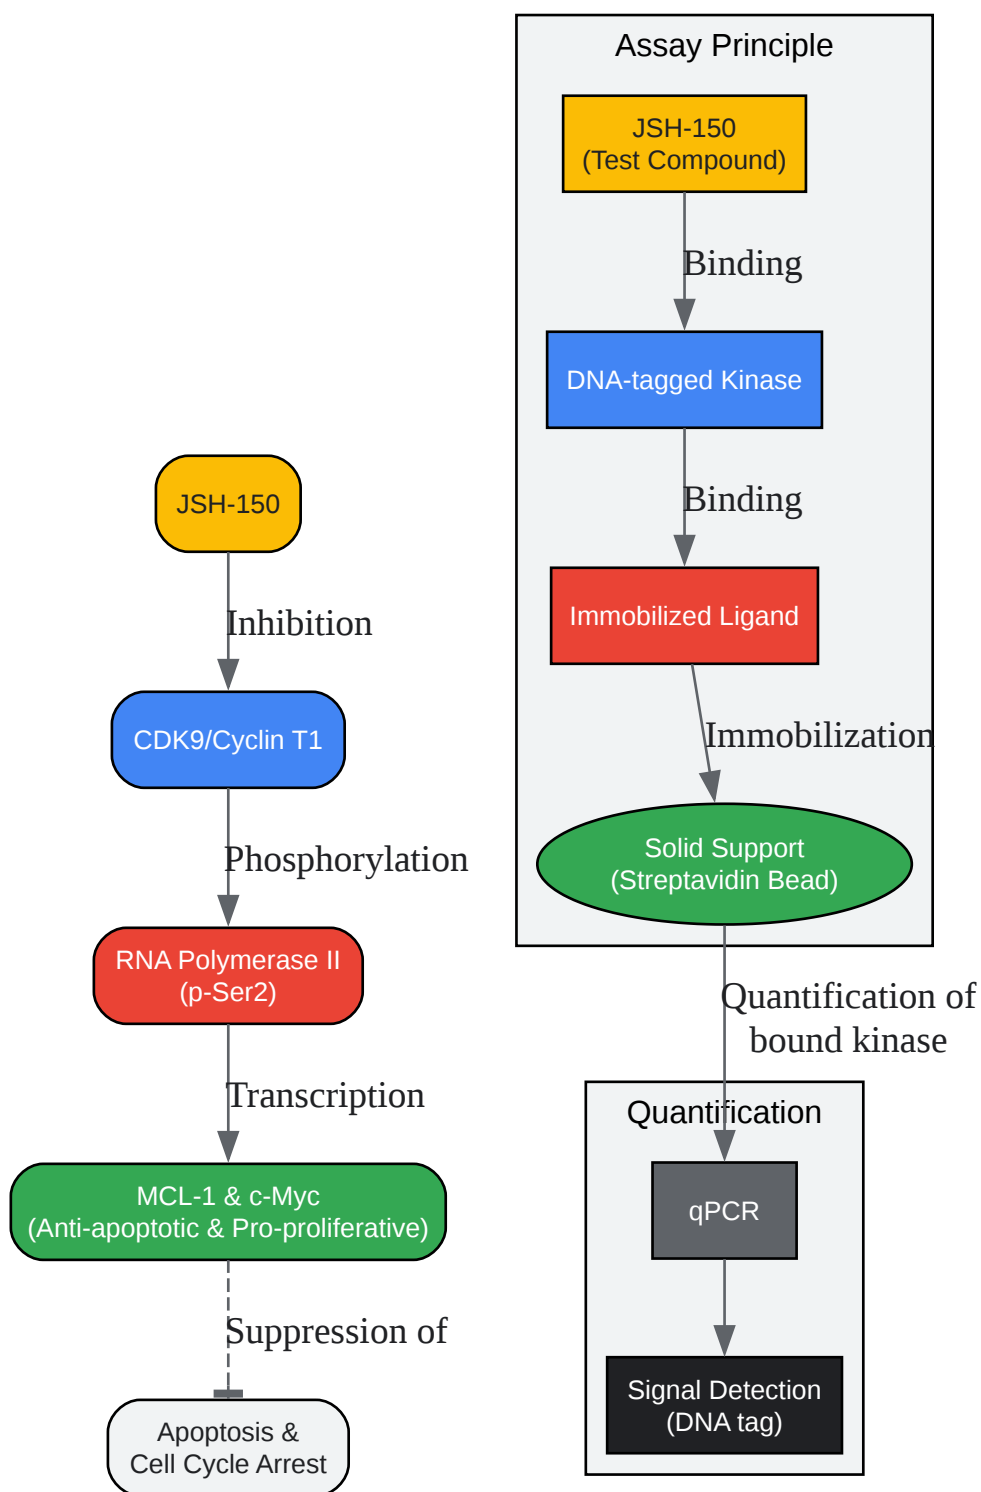 JSH-150
Inhibition
CDK9/Cyclin T1
Phosphorylation
RNA Polymerase II
(p-Ser2)
Transcription
MCL-1 & c-Myc
(Anti-apoptotic & Pro-proliferative)
Suppression of
Apoptosis &
Cell Cycle Arrest
Assay Principle
JSH-150
(Test Compound)
Binding
DNA-tagged Kinase
Binding
Immobilized Ligand
Immobilization
Solid Support
(Streptavidin Bead)
Quantification of
bound kinase
Quantification
qPCR
Signal Detection
(DNA tag)